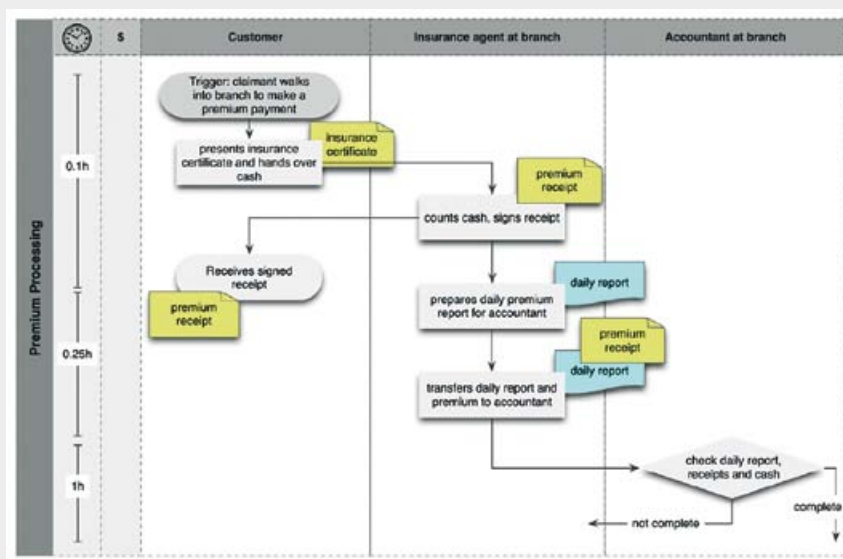 $
Customer
Insurance agent at branch
Accountant at branch
Premium Processing
0.1h
0.25h
1h
Trigger: claimant walks
into branch to make a
premium payment
presents insurance
certificate and hands over
cash
insurance
certificate
premium
receipt
counts cash, signs receipt
Receives signed
receipt
premium
receipt
prepares daily premium
report for accountant
daily report
premium
receipt
daily report
transfers daily report and
premium to accountant
check daily report,
receipts and cash
complete
not complete